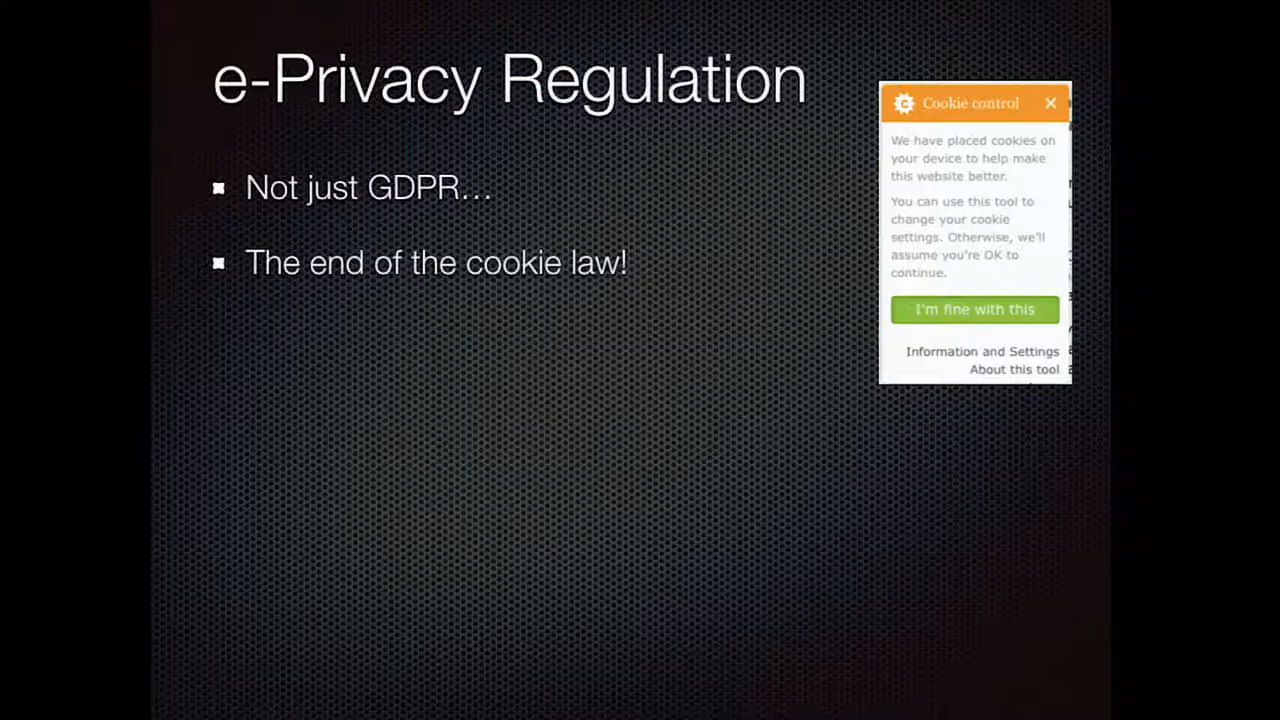 e-Privacy Regulation
Not just GDPR...
The end of the cookie law!
Cookie control ×
We have placed cookies on
your device to help make
this website better.
You can use this tool to
change your cookie
settings. Otherwise, we'll
assume you're OK to
continue.
I'm fine with this
Information and Settings
About this tool